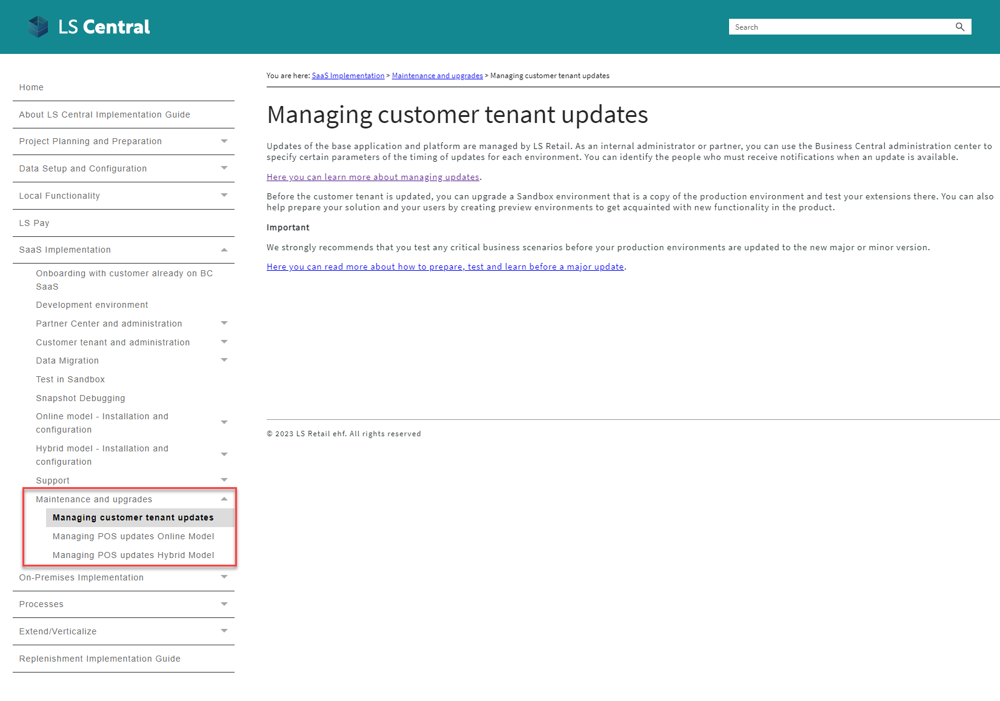 LS Central
Search
Home
About LS Central Implementation Guide
Project Planning and Preparation
Data Setup and Configuration
Local Functionality
LS Pay
SaaS Implementation
Onboarding with customer already on BC
SaaS
Development environment
Partner Center and administration
Customer tenant and administration
Data Migration
Test in Sandbox
Snapshot Debugging
Online model - Installation and
configuration
Hybrid model - Installation and
configuration
Support
Maintenance and upgrades
Managing customer tenant updates
Managing POS updates Online Model
Managing POS updates Hybrid Model
On-Premises Implementation
Processes
Extend/Verticalize
Replenishment Implementation Guide
You are here: SaaS Implementation > Maintenance and upgrades > Managing customer tenant updates
Managing customer tenant updates
Updates of the base application and platform are managed by LS Retail. As an internal administrator or partner, you can use the Business Central administration center to
specify certain parameters of the timing of updates for each environment. You can identify the people who must receive notifications when an update is available.
Here you can learn more about managing updates.
Before the customer tenant is updated, you can upgrade a Sandbox environment that is a copy of the production environment and test your extensions there. You can also
help prepare your solution and your users by creating preview environments to get acquainted with new functionality in the product.
Important
We strongly recommends that you test any critical business scenarios before your production environments are updated to the new major or minor version.
Here you can read more about how to prepare, test and learn before a major update.
© 2023 LS Retail ehf. All rights reserved